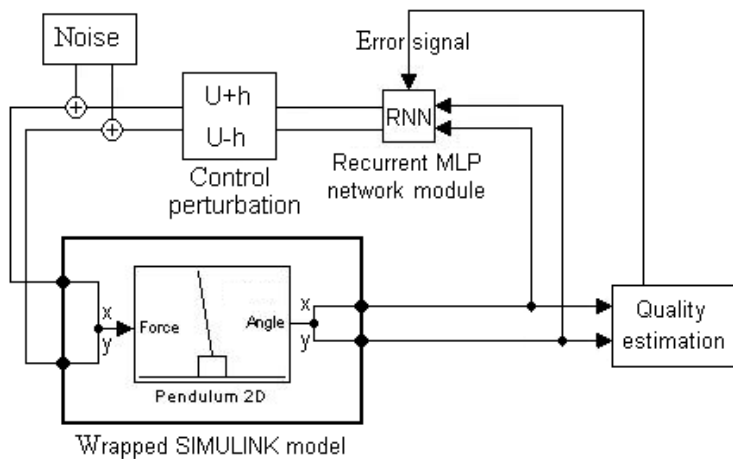 Noise
Error signal
+
+
U+h
U-h
RNN
Control
perturbation
Recurrent MLP
network module
x
y
Force
Angle
x
y
Pendulum 2D
Quality
estimation
Wrapped SIMULINK model